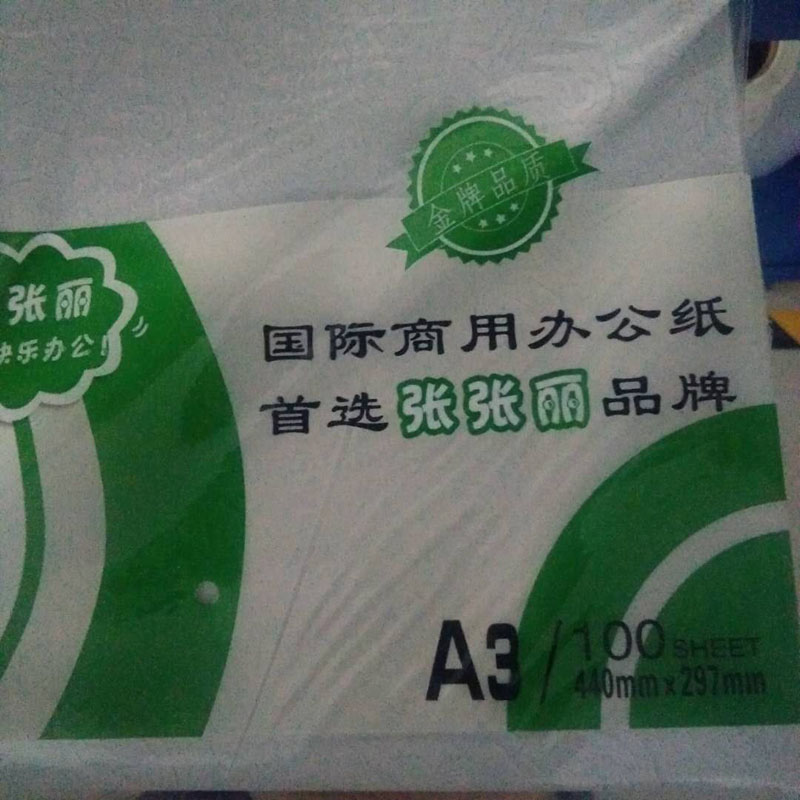 金牌品质
张丽
快乐办公!
国际商用办公纸
首选张张丽品牌
A3/100 SHEET
440mm×297mm